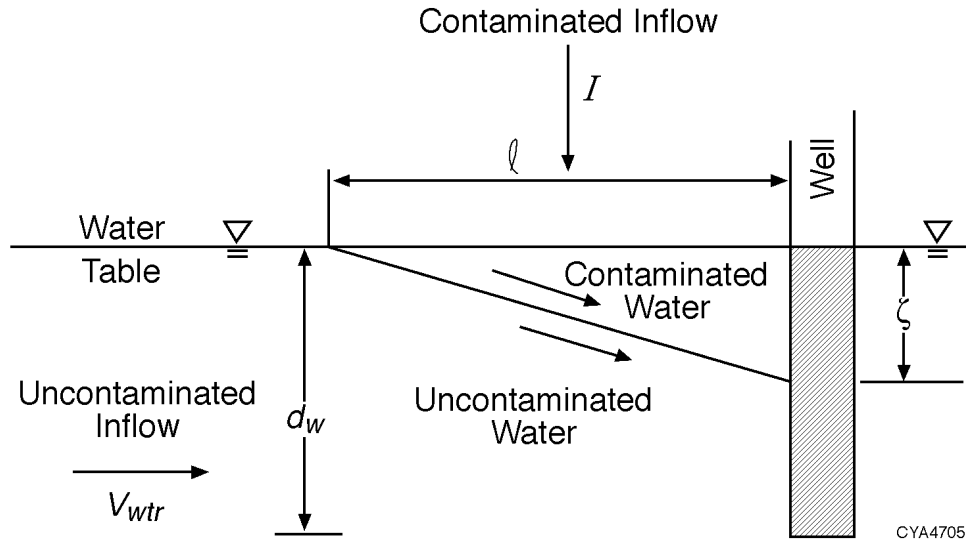 Contaminated Inflow
I
ℓ
Well
Water
Table
Contaminated
Water
ζ
Uncontaminated
Inflow
d_w
Uncontaminated
Water
V_wtr
CYA4705